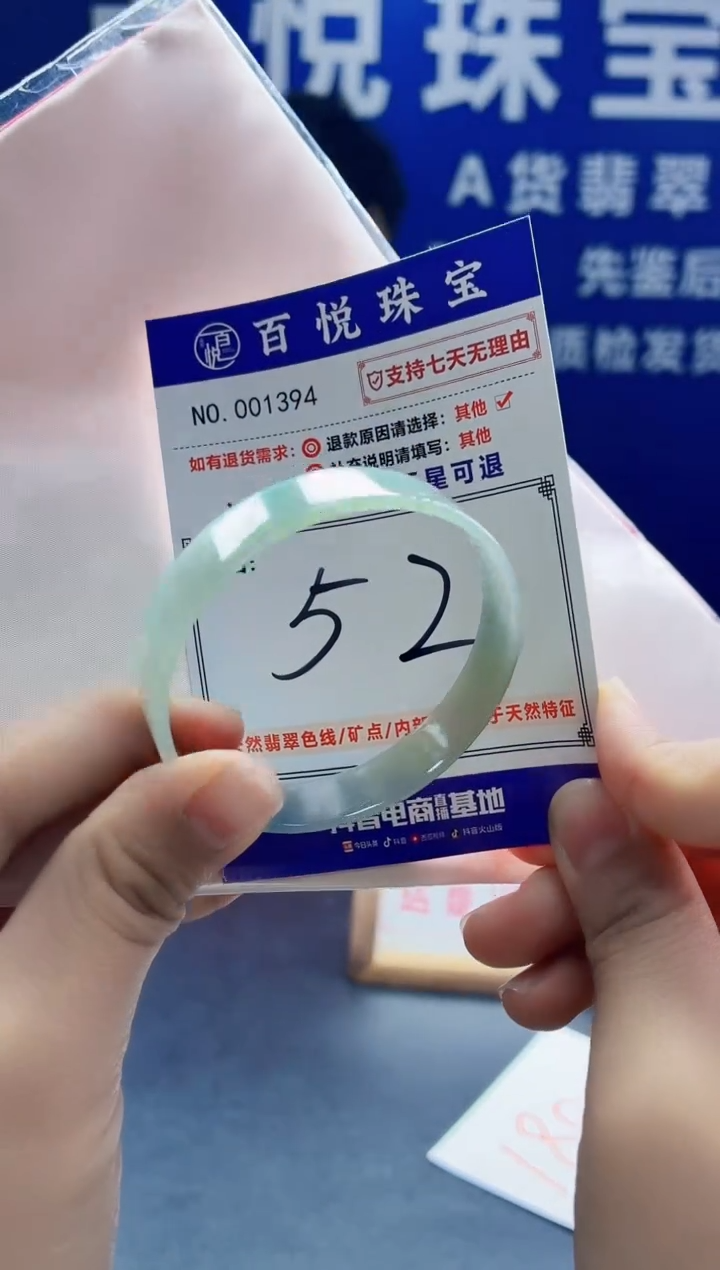 悦珠宝
A货翡翠
先鉴后
质检发货
百悦珠宝
NO.001394
支持七天无理由
如有退货需求：
退款原因请选择：其他
补充说明请填写：其他
星可退
52
然翡翠色线/矿点/内部
于天然特征
抖音电商直播基地
今日头条 抖音 西瓜视频 抖音火山版